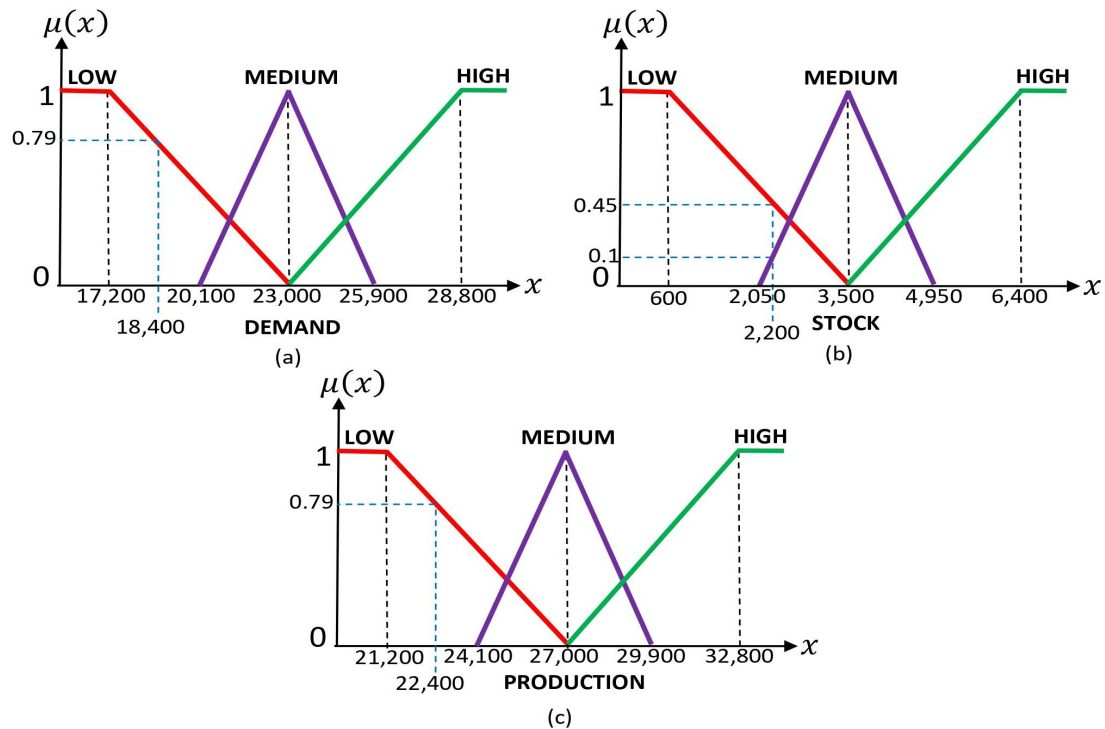 μ(x)
LOW MEDIUM HIGH
1
0.79
0
17,200 20,100 23,000 25,900 28,800 x
18,400 DEMAND
(a)
μ(x)
LOW MEDIUM HIGH
1
0.45
0.1
0
600 2,050 3,500 4,950 6,400 x
2,200 STOCK
(b)
μ(x)
LOW MEDIUM HIGH
1
0.79
0
21,200 24,100 27,000 29,900 32,800 x
22,400 PRODUCTION
(c)